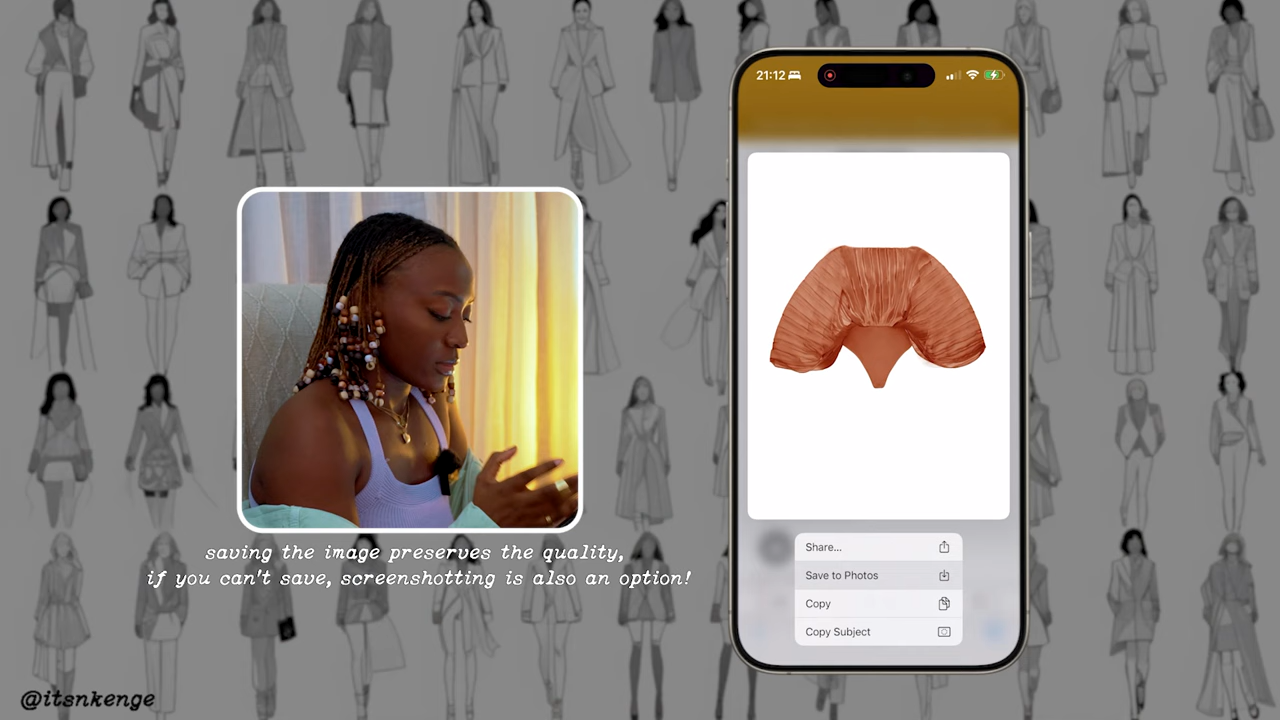 21:12
saving the image preserves the quality,
if you can't save, screenshotting is also an option!
Share...
Save to Photos
Copy
Copy Subject
@itsnkenge